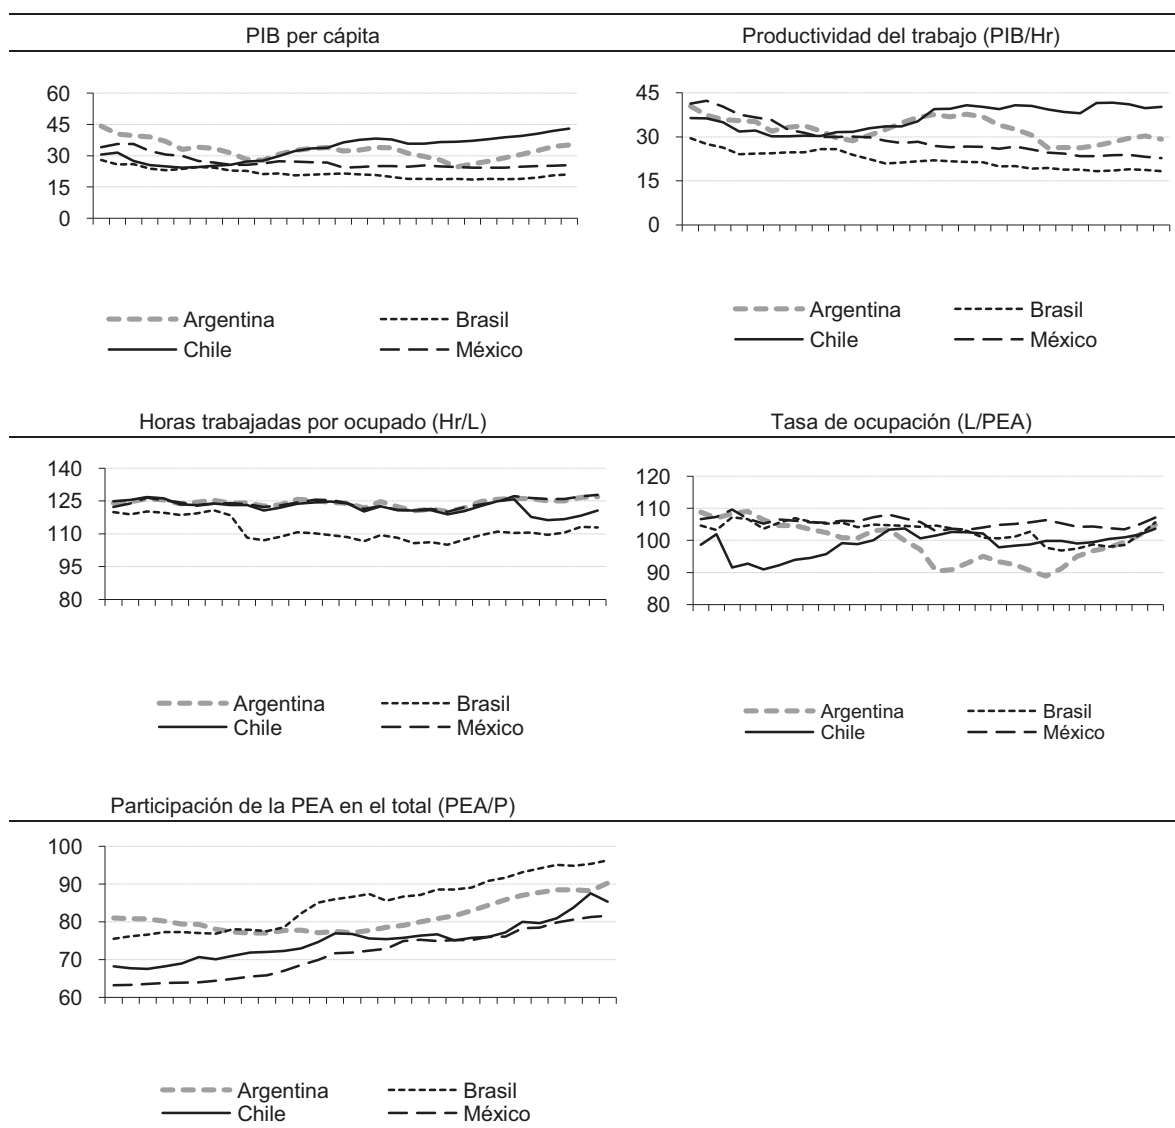 PIB per cápita
60
45
30
15
0
Argentina Brasil
Chile México
Productividad del trabajo (PIB/Hr)
45
30
15
0
Argentina Brasil
Chile México
Horas trabajadas por ocupado (Hr/L)
140
125
110
95
80
Argentina Brasil
Chile México
Tasa de ocupación (L/PEA)
120
110
100
90
80
Argentina Brasil
Chile México
Participación de la PEA en el total (PEA/P)
100
90
80
70
60
Argentina Brasil
Chile México